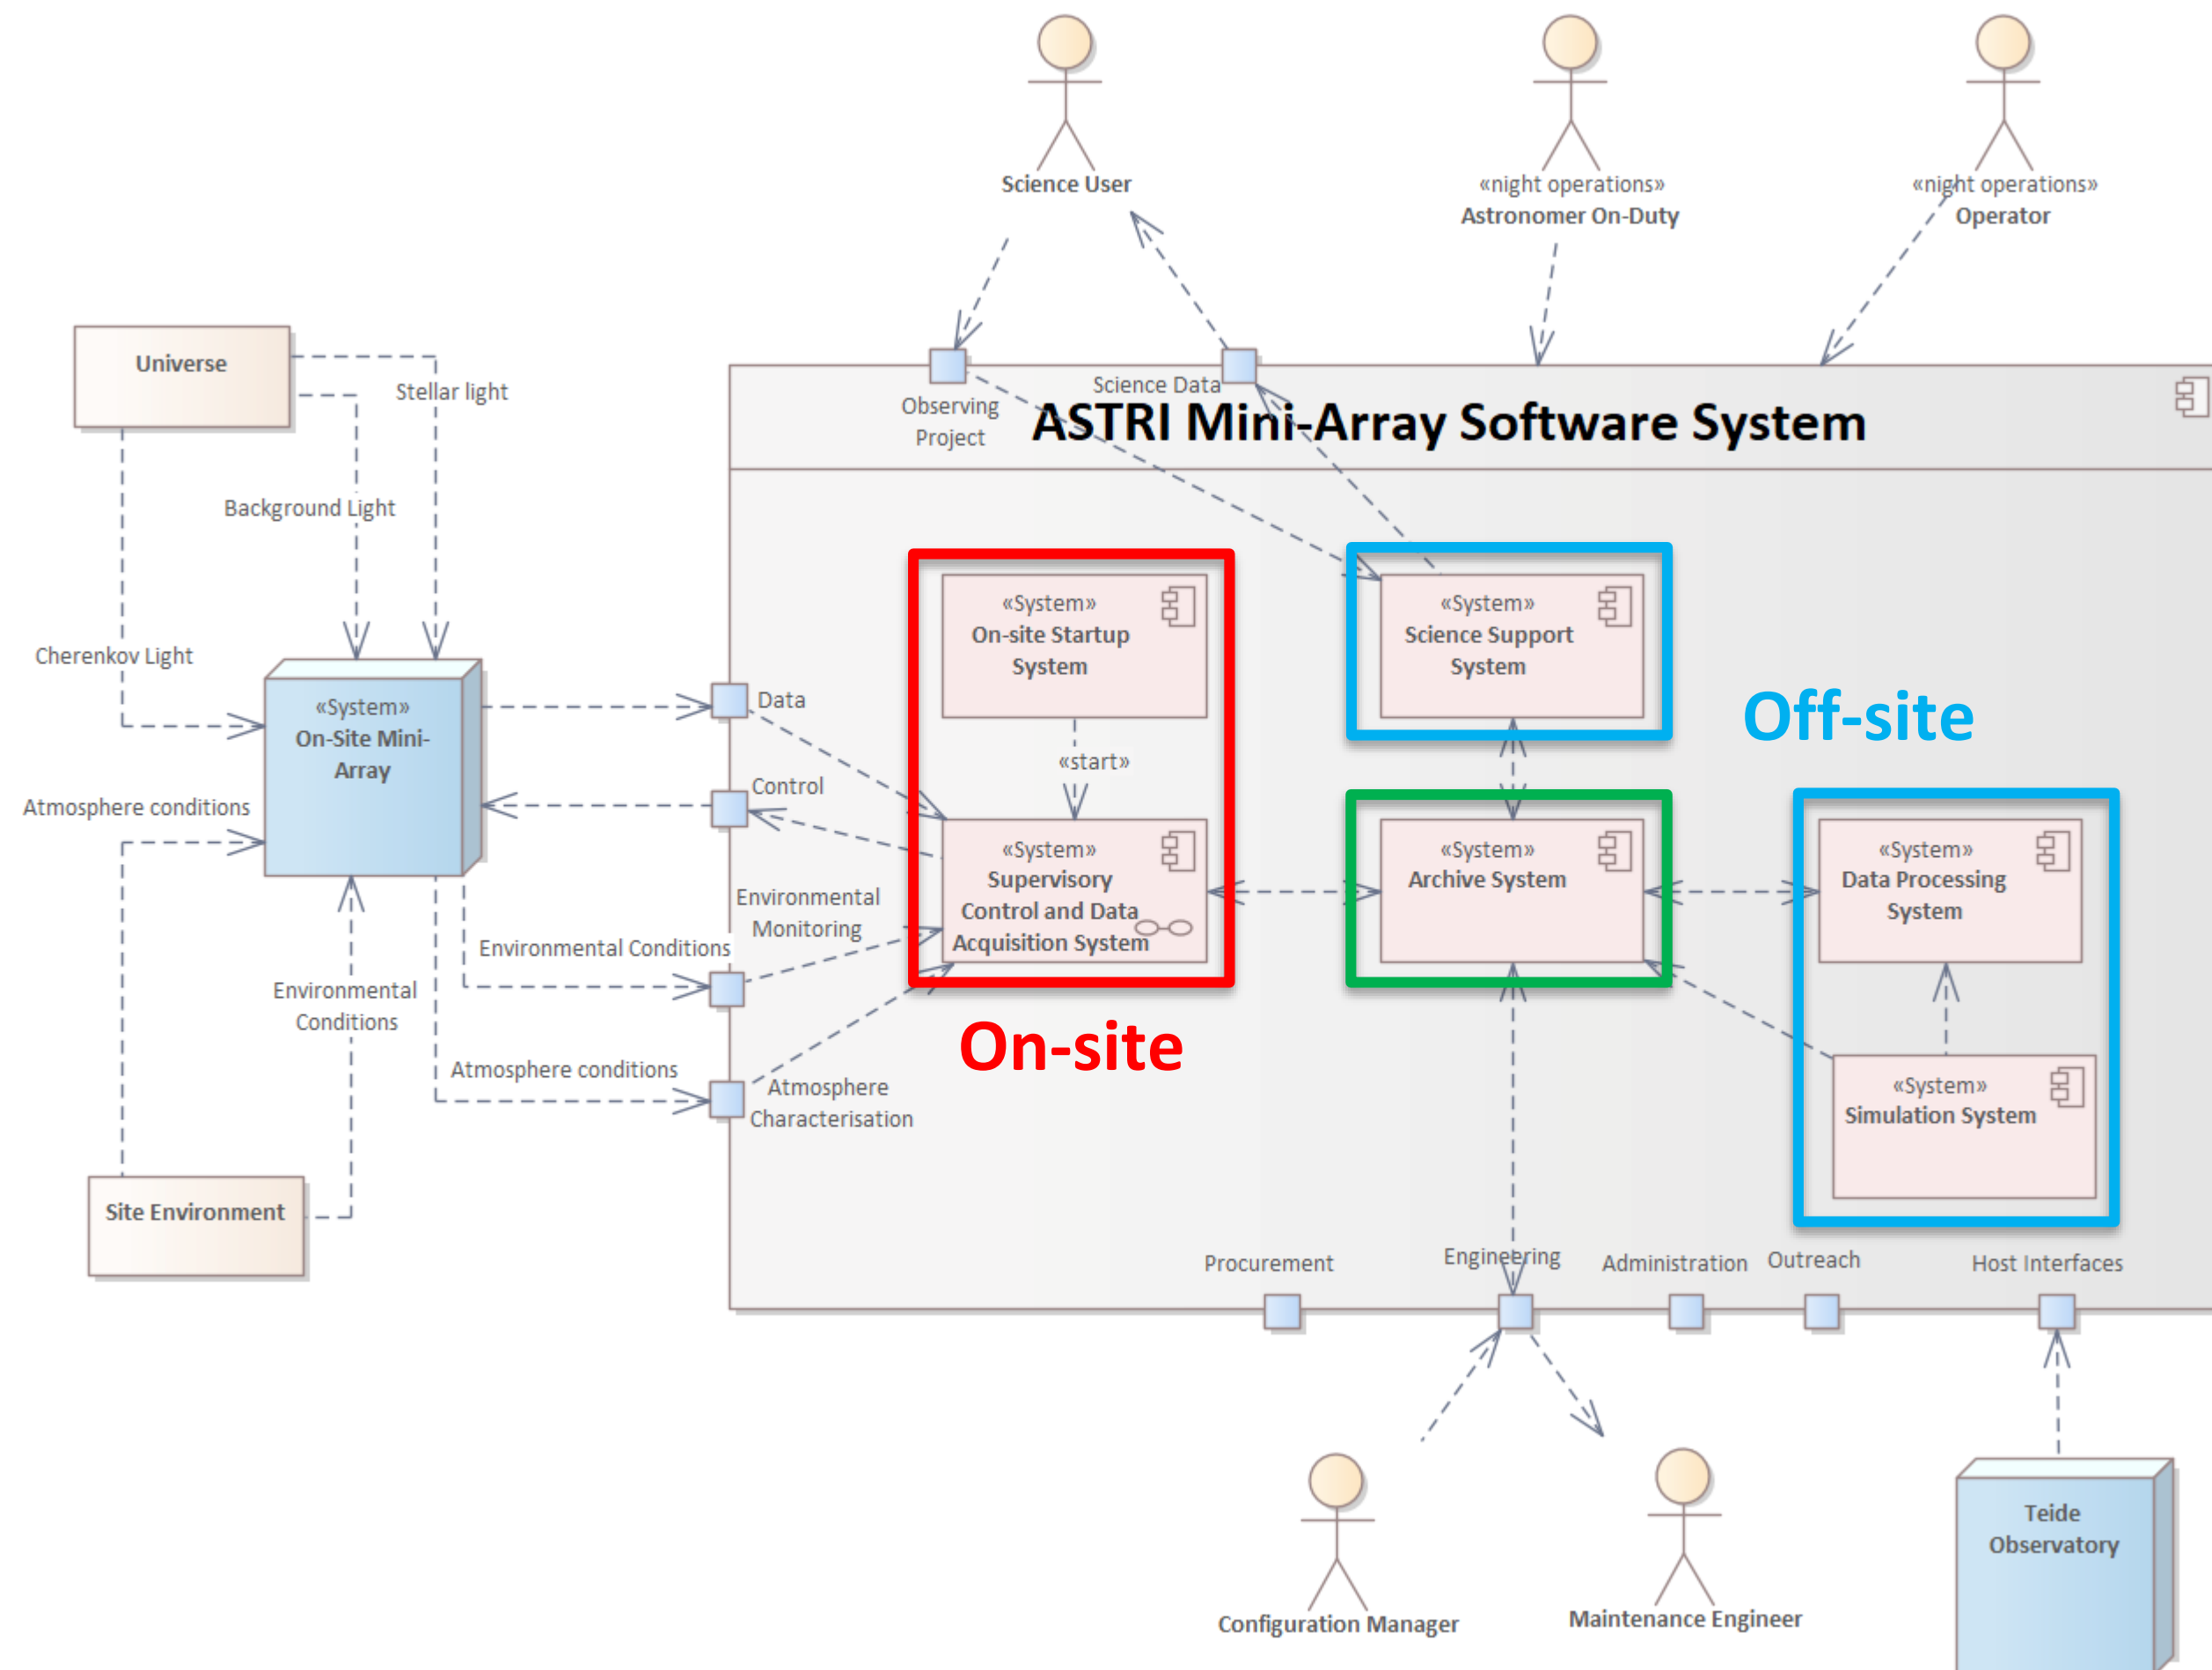 Science User
«night operations»
Astronomer On-Duty
«night operations»
Operator
Universe
Stellar light
Background Light
Cherenkov Light
«System»
On-Site Mini-
Array
Atmosphere conditions
Environmental
Conditions
Site Environment
Environmental Conditions
Atmosphere conditions
Observing
Project
Science Data
ASTRI Mini-Array Software System
Data
Control
Environmental
Monitoring
Atmosphere
Characterisation
«System»
On-site Startup
System
«start»
«System»
Supervisory
Control and Data
Acquisition System
On-site
«System»
Science Support
System
Off-site
«System»
Archive System
«System»
Data Processing
System
«System»
Simulation System
Procurement
Engineering
Administration
Outreach
Host Interfaces
Configuration Manager
Maintenance Engineer
Teide
Observatory